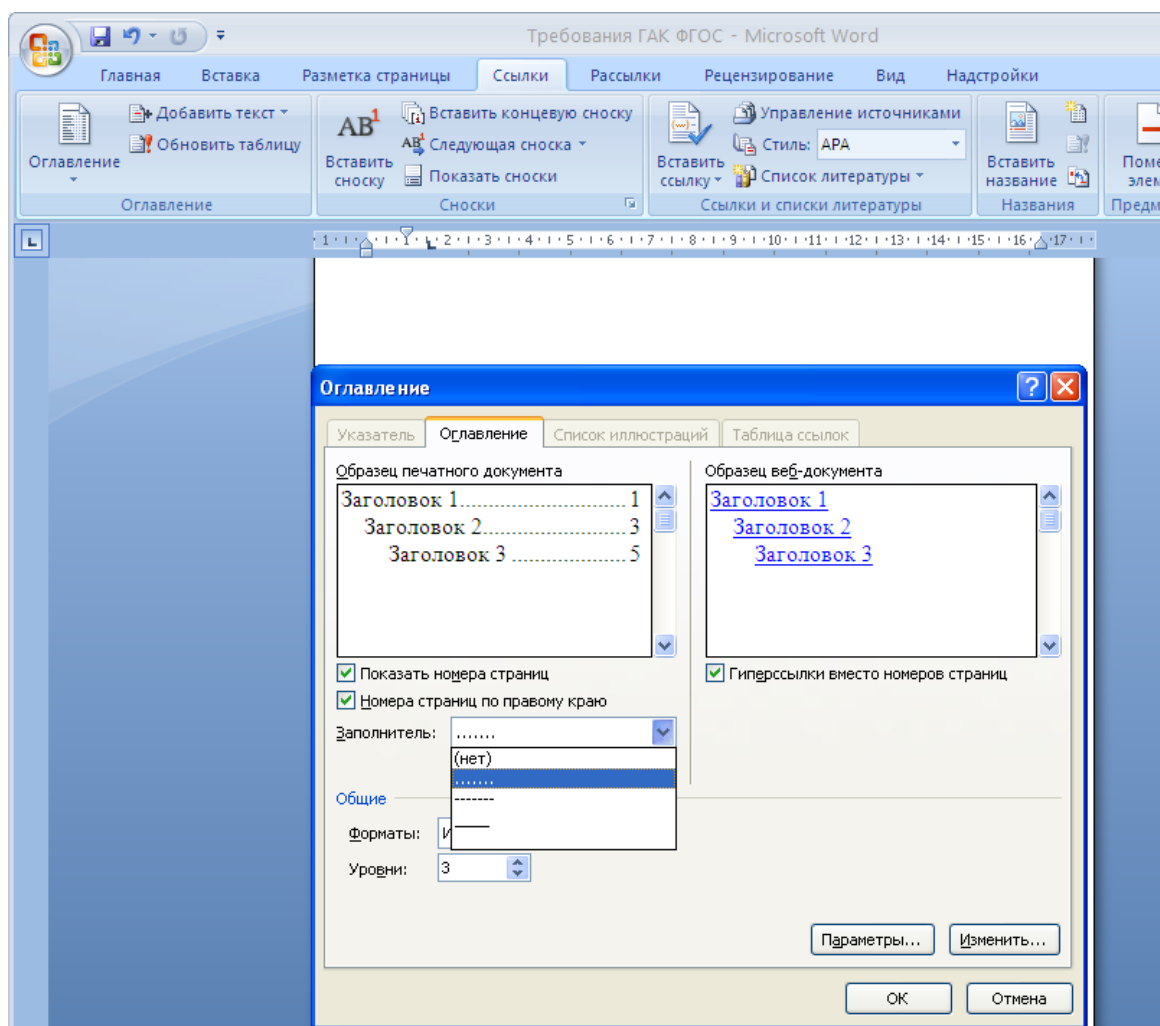 Требования ГАК ФГОС - Microsoft Word
Главная Вставка Разметка страницы Ссылки Рассылки Рецензирование Вид Надстройки
Оглавление
Добавить текст
Обновить таблицу
Оглавление
AB1
Вставить сноску
Вставить концевую сноску
AB1 Следующая сноска
Показать сноски
Сноски
Вставить ссылку
Управление источниками
Стиль: APA
Список литературы
Ссылки и списки литературы
Вставить название
Названия
Поме
элем
Предм
1 1 2 3 4 5 6 7 8 9 10 11 12 13 14 15 16 17
Оглавление
Указатель Оглавление Список иллюстраций Таблица ссылок
Образец печатного документа
Заголовок 1............................ 1
Заголовок 2........................ 3
Заголовок 3 ................... 5
Образец веб-документа
Заголовок 1
Заголовок 2
Заголовок 3
Показать номера страниц
Номера страниц по правому краю
Гиперссылки вместо номеров страниц
Заполнитель: .......
(нет)
.......
-------
____
Общие
Форматы:
Уровни: 3
Параметры... Изменить...
ОК Отмена